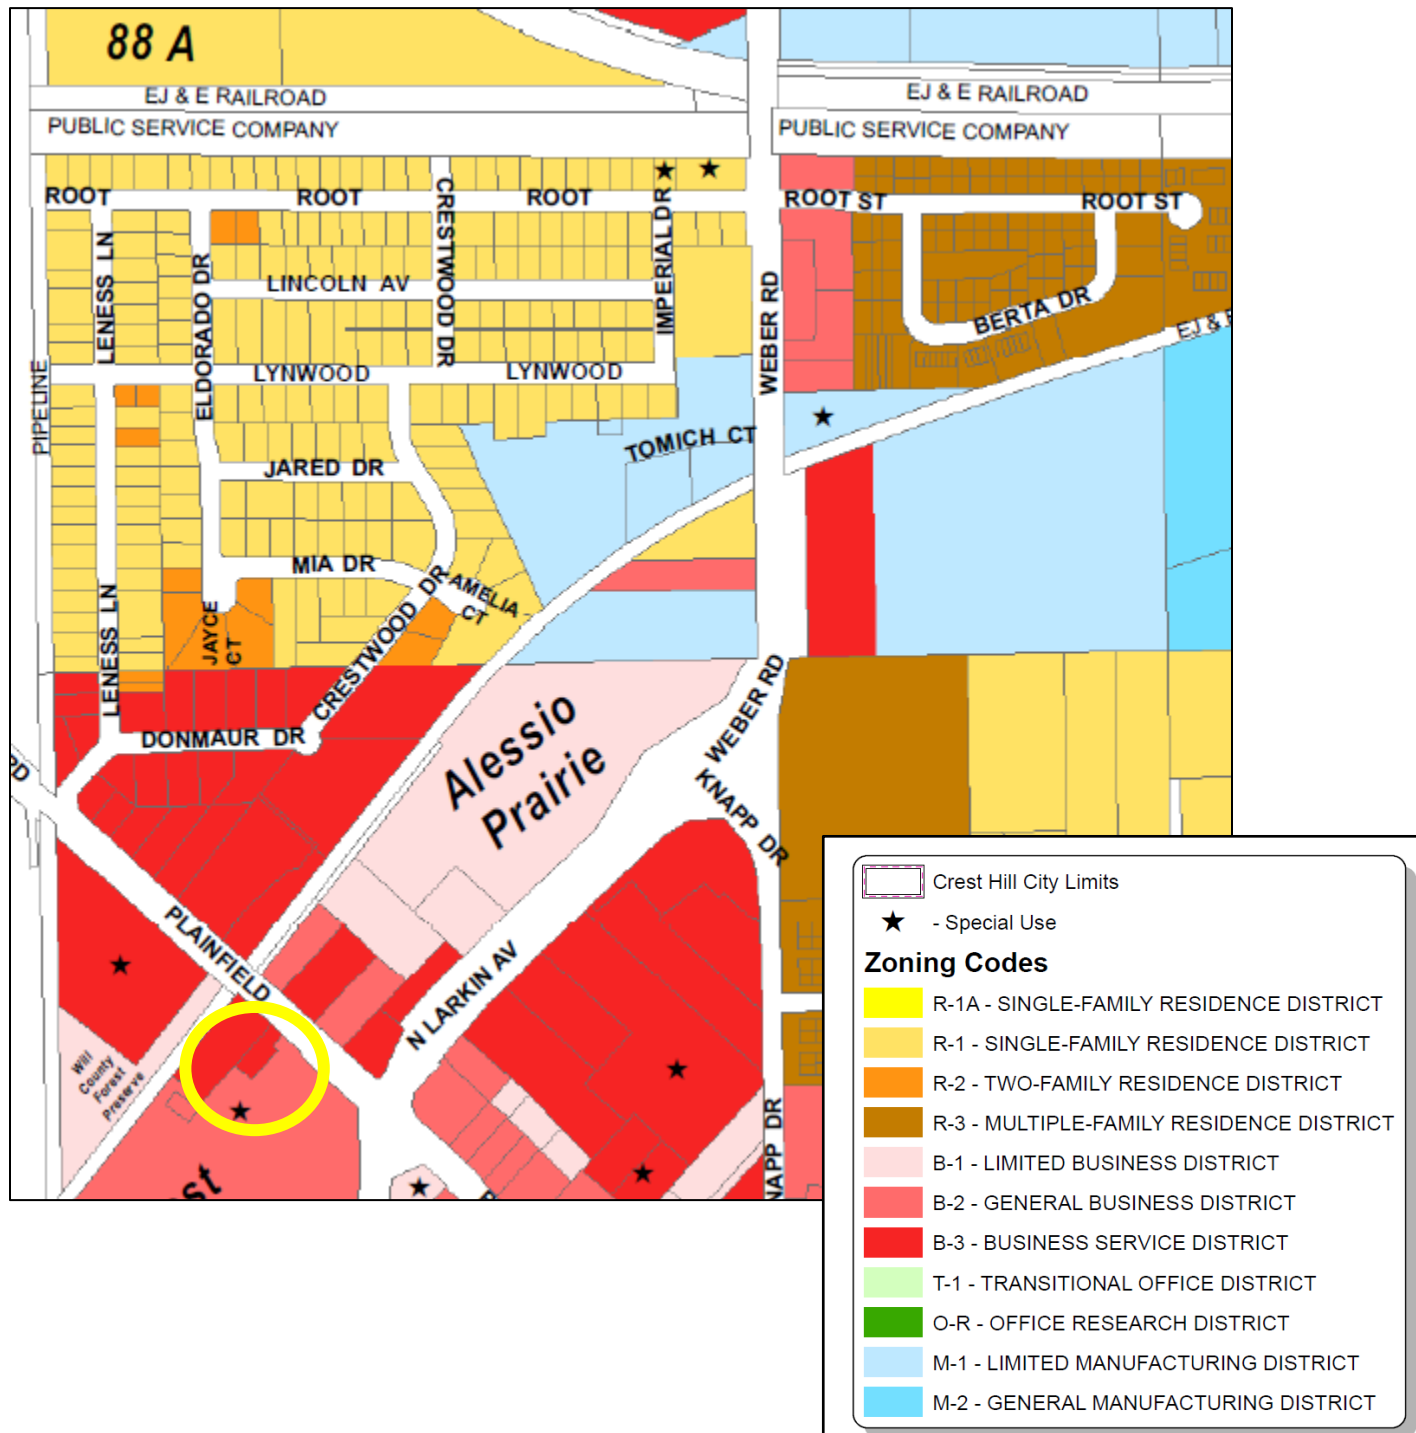 88 A
EJ & E RAILROAD
EJ & E RAILROAD
PUBLIC SERVICE COMPANY
PUBLIC SERVICE COMPANY
ROOT
ROOT
ROOT
ROOT ST
ROOT ST
CRESTWOOD DR
IMPERIAL DR
LENESS LN
ELDORADO DR
LINCOLN AV
WEBER RD
BERTA DR
EJ & E
PIPELINE
LYNWOOD
LYNWOOD
TOMICH CT
JARED DR
MIA DR
AMELIA
CT
LENESS LN
JAYCE
CT
CRESTWOOD DR
WEBER RD
DONMAUR DR
RD
Alessio
Prairie
KNAPP DR
PLAINFIELD
N LARKIN AV
Will
County
Forest
Preserve
KNAPP DR
st
Crest Hill City Limits
- Special Use
Zoning Codes
R-1A - SINGLE-FAMILY RESIDENCE DISTRICT
R-1 - SINGLE-FAMILY RESIDENCE DISTRICT
R-2 - TWO-FAMILY RESIDENCE DISTRICT
R-3 - MULTIPLE-FAMILY RESIDENCE DISTRICT
B-1 - LIMITED BUSINESS DISTRICT
B-2 - GENERAL BUSINESS DISTRICT
B-3 - BUSINESS SERVICE DISTRICT
T-1 - TRANSITIONAL OFFICE DISTRICT
O-R - OFFICE RESEARCH DISTRICT
M-1 - LIMITED MANUFACTURING DISTRICT
M-2 - GENERAL MANUFACTURING DISTRICT